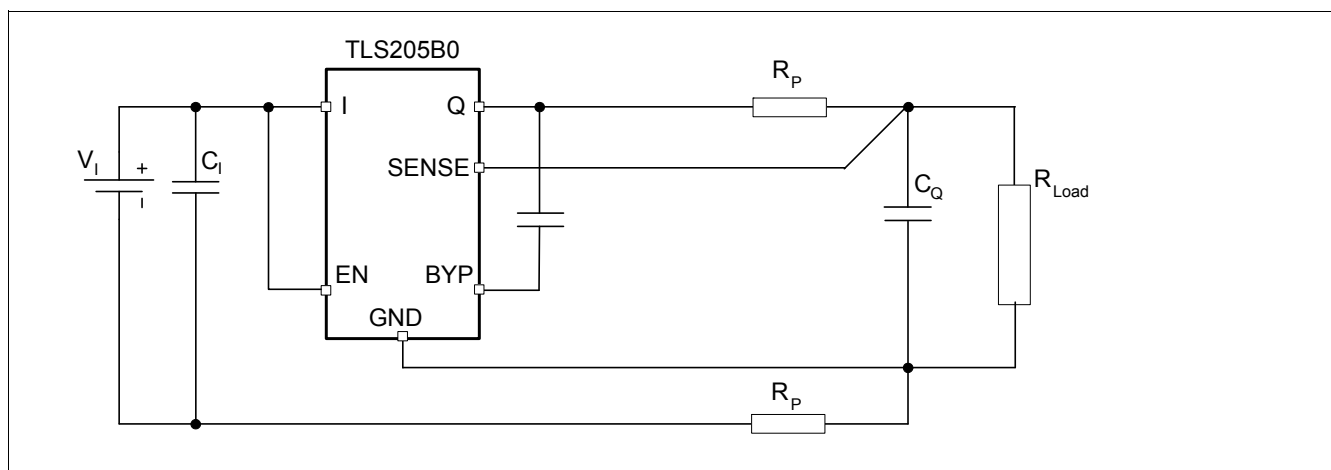 TLS205B0
I
Q
SENSE
EN
BYP
GND
V_I
+
I
C_I
R_P
C_Q
R_Load
R_P